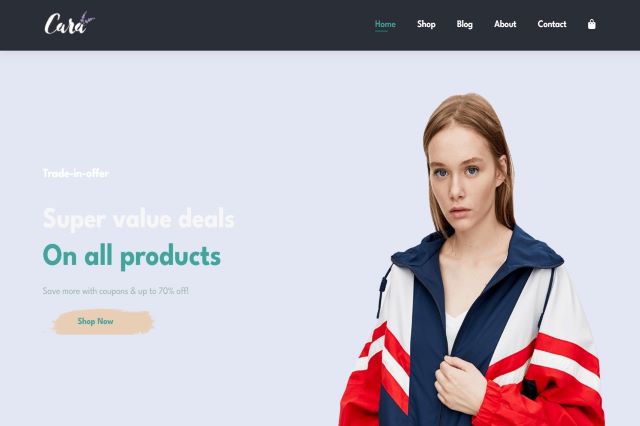 Cara
Home Shop Blog About Contact
Trade-in-offer
Super value deals
On all products
Save more with coupons & up to 70% off!
Shop Now